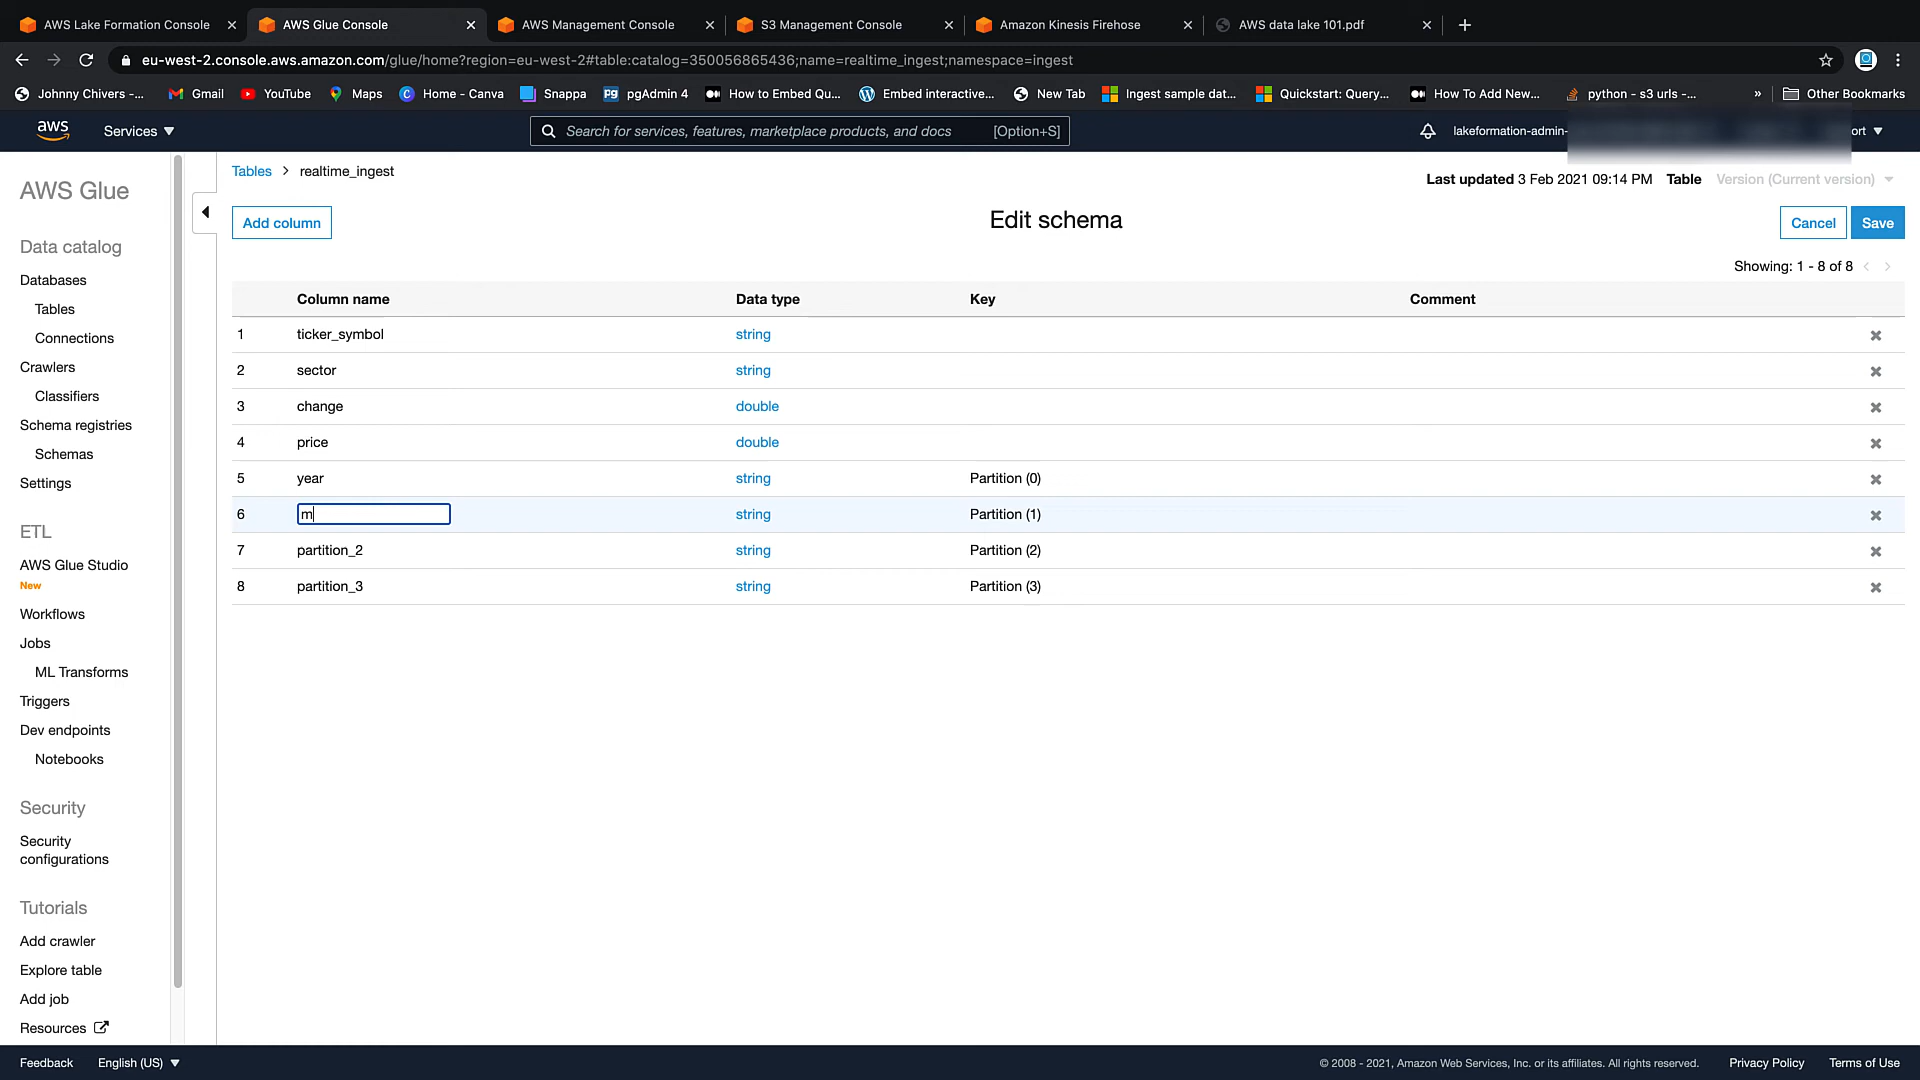 AWS Lake Formation Console
AWS Glue Console
AWS Management Console
S3 Management Console
Amazon Kinesis Firehose
AWS data lake 101.pdf
eu-west-2.console.aws.amazon.com/glue/home?region=eu-west-2#table:catalog=350056865436;name=realtime_ingest;namespace=ingest
Johnny Chivers -...
Gmail
YouTube
Maps
Home - Canva
Snappa
pgAdmin 4
How to Embed Qu...
Embed interactive...
New Tab
Ingest sample dat...
Quickstart: Query...
How To Add New...
python - s3 urls -...
»
Other Bookmarks
aws
Services
Search for services, features, marketplace products, and docs [Option+S]
lakeformation-admin-
ort
AWS Glue
Data catalog
Databases
Tables
Connections
Crawlers
Classifiers
Schema registries
Schemas
Settings
ETL
AWS Glue Studio
New
Workflows
Jobs
ML Transforms
Triggers
Dev endpoints
Notebooks
Security
Security
configurations
Tutorials
Add crawler
Explore table
Add job
Resources
Tables > realtime_ingest
Last updated 3 Feb 2021 09:14 PM Table Version (Current version)
Add column
Edit schema
Cancel
Save
Showing: 1 - 8 of 8 < >
Column name Data type Key Comment
1 ticker_symbol string
2 sector string
3 change double
4 price double
5 year string Partition (0)
6 m string Partition (1)
7 partition_2 string Partition (2)
8 partition_3 string Partition (3)
Feedback English (US)
© 2008 - 2021, Amazon Web Services, Inc. or its affiliates. All rights reserved. Privacy Policy Terms of Use